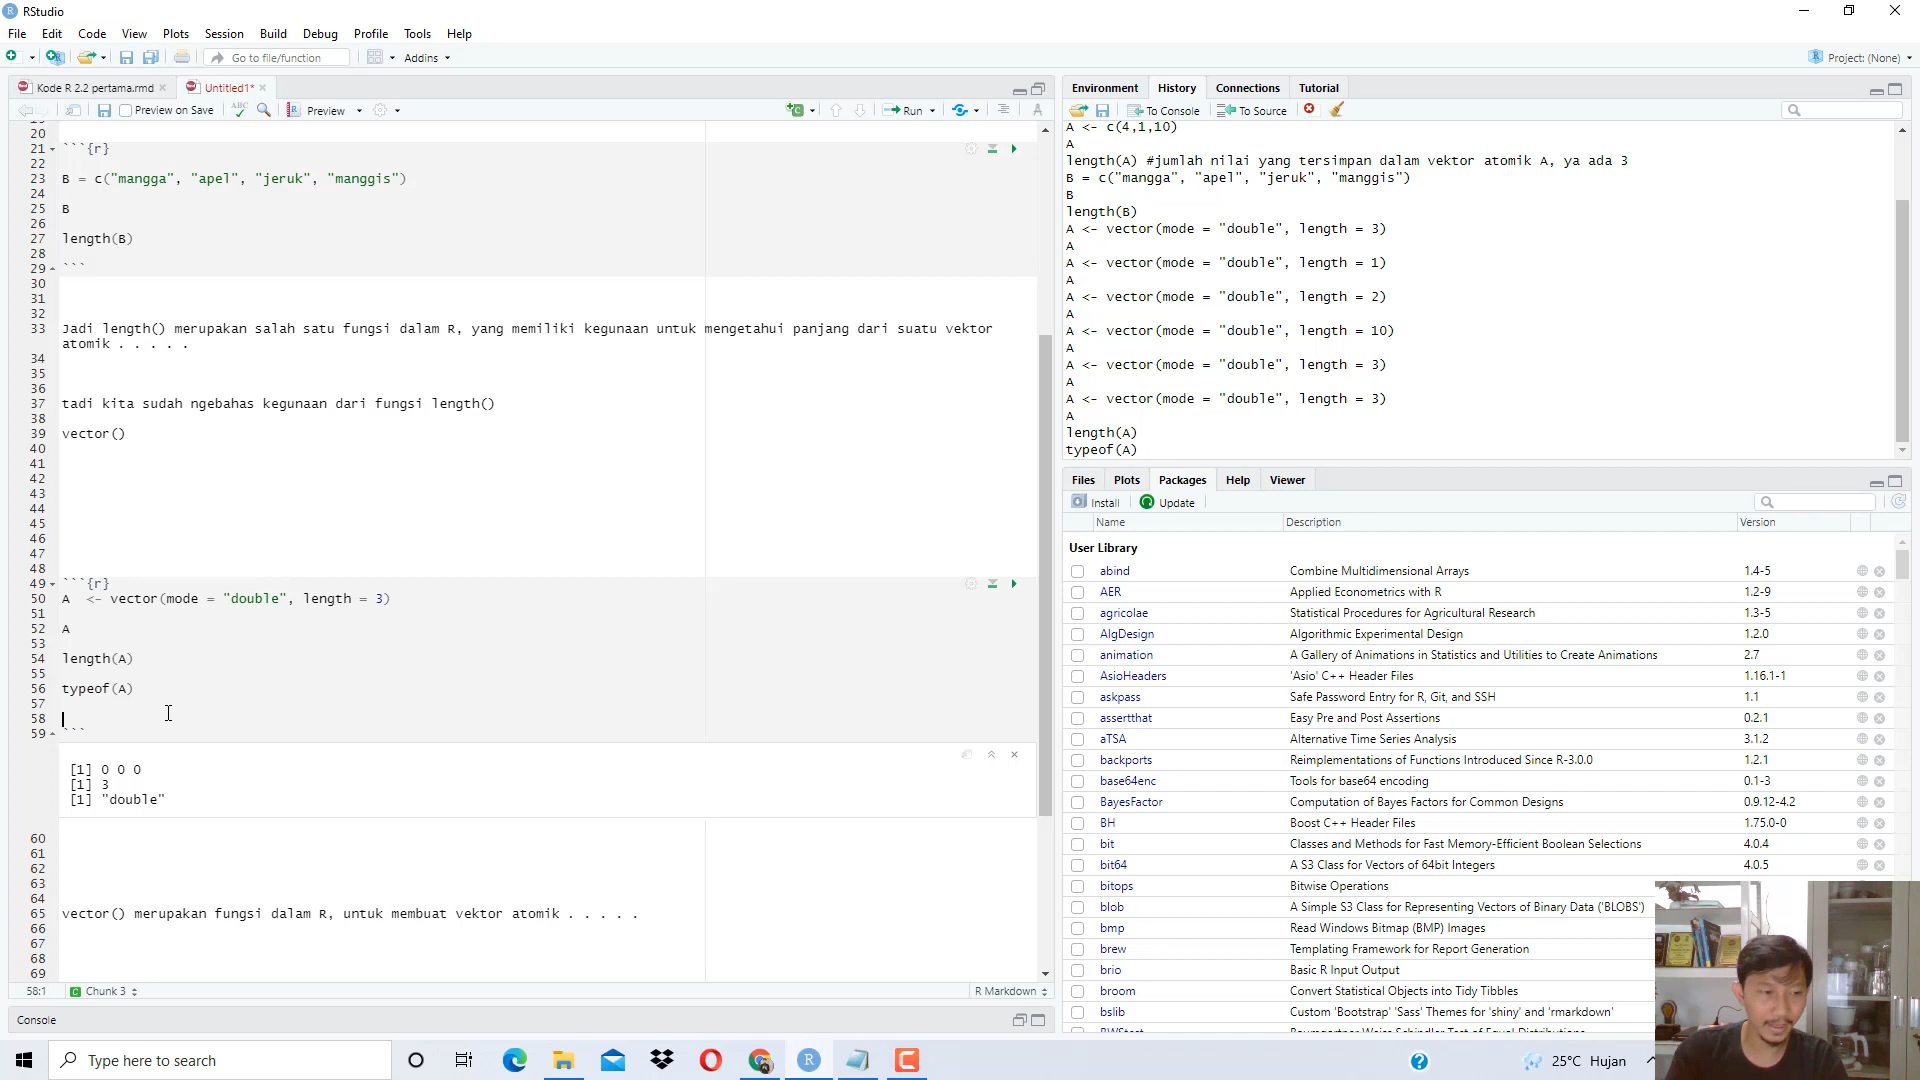 RStudio
File Edit Code View Plots Session Build Debug Profile Tools Help
Go to file/function Addins Project: (None)
Kode R 2.2 pertama.rmd Untitled1*
Preview on Save ABC Preview Run
20
21 ```{r}
22
23 B = c("mangga", "apel", "jeruk", "manggis")
24
25 B
26
27 length(B)
28
29 ```
30
31
32
33 Jadi length() merupakan salah satu fungsi dalam R, yang memiliki kegunaan untuk mengetahui panjang dari suatu vektor
atomik . . . . .
34
35
36
37 tadi kita sudah ngebahas kegunaan dari fungsi length()
38
39 vector()
40
41
42
43
44
45
46
47
48
49 ```{r}
50 A  <- vector(mode = "double", length = 3)
51
52 A
53
54 length(A)
55
56 typeof(A)
57
58
59 ```
[1] 0 0 0
[1] 3
[1] "double"
60
61
62
63
64
65 vector() merupakan fungsi dalam R, untuk membuat vektor atomik . . . . .
66
67
68
69
58:1 Chunk 3 R Markdown
Console
Environment History Connections Tutorial
To Console To Source
A <- c(4,1,10)
A
length(A) #jumlah nilai yang tersimpan dalam vektor atomik A, ya ada 3
B = c("mangga", "apel", "jeruk", "manggis")
B
length(B)
A <- vector(mode = "double", length = 3)
A
A <- vector(mode = "double", length = 1)
A
A <- vector(mode = "double", length = 2)
A
A <- vector(mode = "double", length = 10)
A
A <- vector(mode = "double", length = 3)
A
A <- vector(mode = "double", length = 3)
A
length(A)
typeof(A)
Files Plots Packages Help Viewer
Install Update
Name Description Version
User Library
abind Combine Multidimensional Arrays 1.4-5
AER Applied Econometrics with R 1.2-9
agricolae Statistical Procedures for Agricultural Research 1.3-5
AlgDesign Algorithmic Experimental Design 1.2.0
animation A Gallery of Animations in Statistics and Utilities to Create Animations 2.7
AsioHeaders 'Asio' C++ Header Files 1.16.1-1
askpass Safe Password Entry for R, Git, and SSH 1.1
assertthat Easy Pre and Post Assertions 0.2.1
aTSA Alternative Time Series Analysis 3.1.2
backports Reimplementations of Functions Introduced Since R-3.0.0 1.2.1
base64enc Tools for base64 encoding 0.1-3
BayesFactor Computation of Bayes Factors for Common Designs 0.9.12-4.2
BH Boost C++ Header Files 1.75.0-0
bit Classes and Methods for Fast Memory-Efficient Boolean Selections 4.0.4
bit64 A S3 Class for Vectors of 64bit Integers 4.0.5
bitops Bitwise Operations
blob A Simple S3 Class for Representing Vectors of Binary Data ('BLOBS')
bmp Read Windows Bitmap (BMP) Images
brew Templating Framework for Report Generation
brio Basic R Input Output
broom Convert Statistical Objects into Tidy Tibbles
bslib Custom 'Bootstrap' 'Sass' Themes for 'shiny' and 'rmarkdown'
Type here to search 25°C Hujan